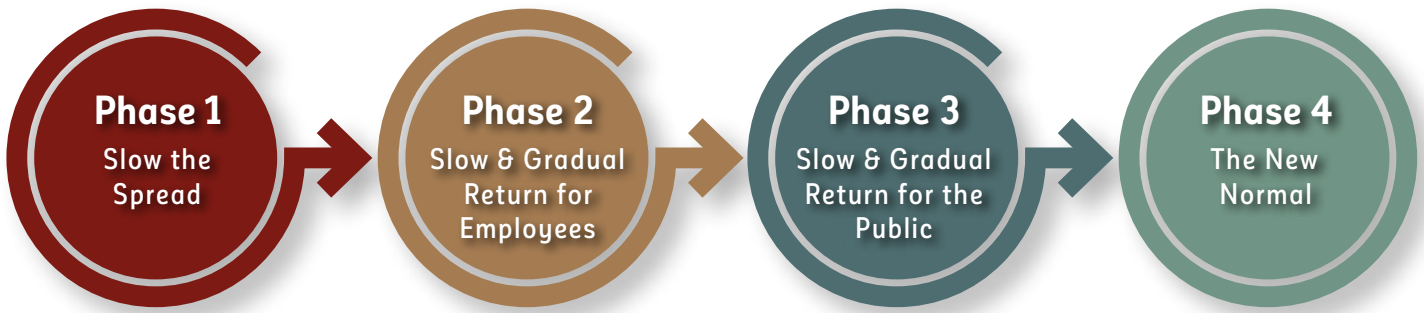 Phase 1
Slow the
Spread
Phase 2
Slow & Gradual
Return for
Employees
Phase 3
Slow & Gradual
Return for the
Public
Phase 4
The New
Normal